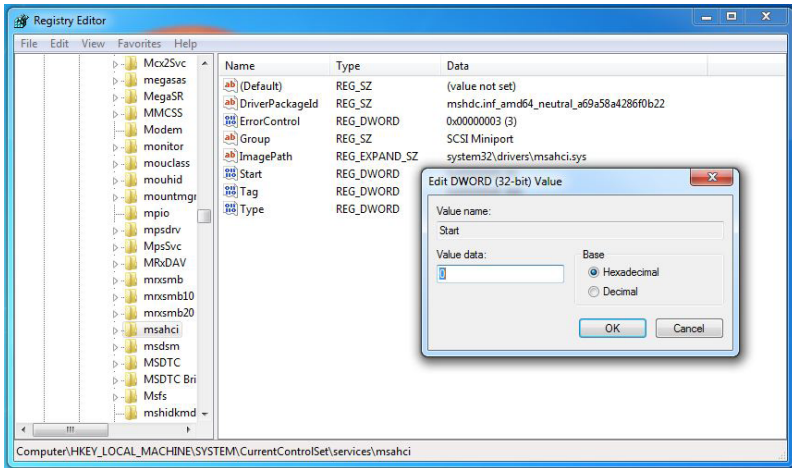 Registry Editor
File Edit View Favorites Help
Mcx2Svc
megasas
MegaSR
MMCSS
Modem
monitor
mouclass
mouhid
mountmgr
mpio
mpsdrv
MpsSvc
MRxDAV
mrxsmb
mrxsmb10
mrxsmb20
msahci
msdsm
MSDTC
MSDTC Bri
Msfs
mshidkmd
Name Type Data
ab (Default) REG_SZ (value not set)
ab DriverPackageId REG_SZ mshdc.inf_amd64_neutral_a69a58a4286f0b22
ErrorControl REG_DWORD 0x00000003 (3)
ab Group REG_SZ SCSI Miniport
ab ImagePath REG_EXPAND_SZ system32\drivers\msahci.sys
Start REG_DWORD
Tag REG_DWORD
Type REG_DWORD
Edit DWORD (32-bit) Value
Value name:
Start
Value data:
0
Base
Hexadecimal
Decimal
OK Cancel
Computer\HKEY_LOCAL_MACHINE\SYSTEM\CurrentControlSet\services\msahci